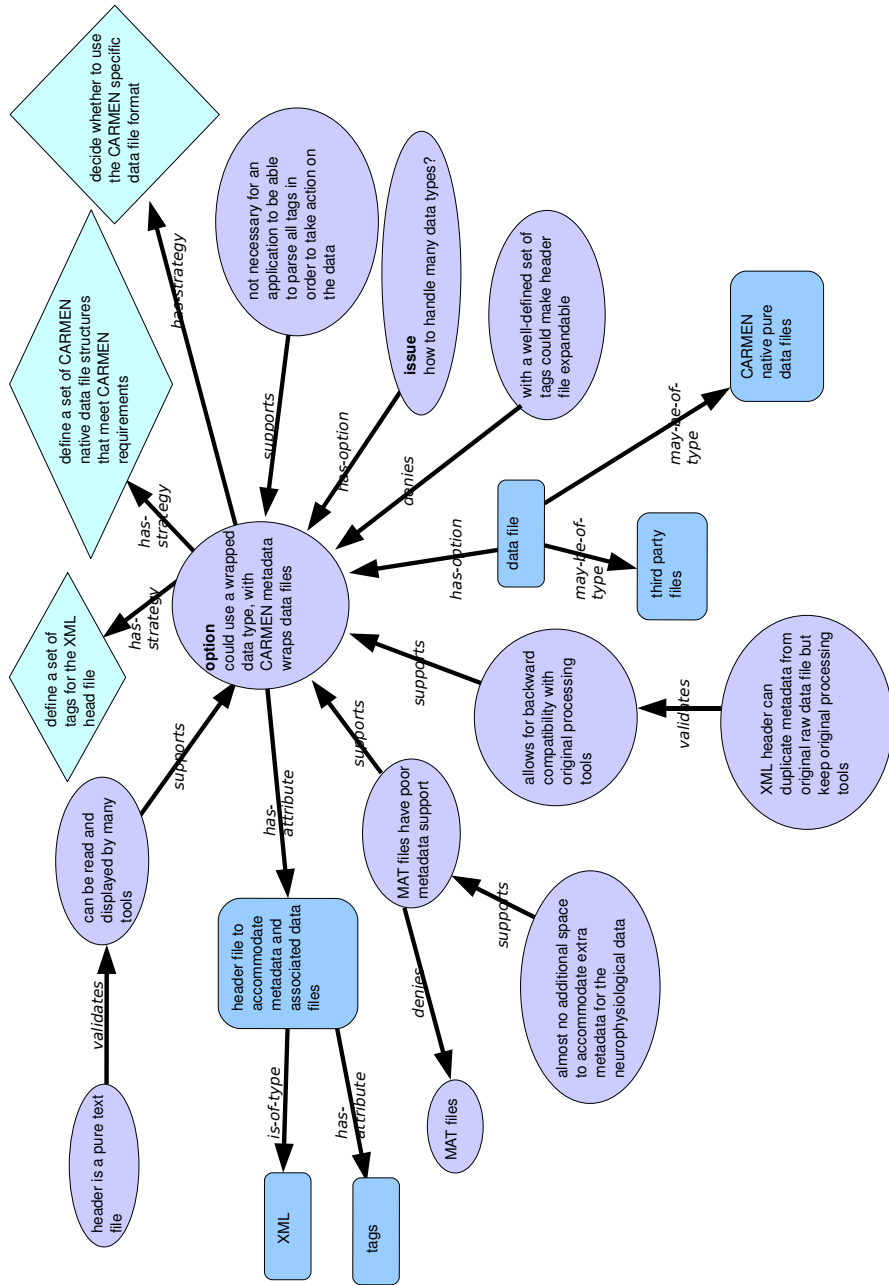 header is a pure text
file
validates
can be read and
displayed by many
tools
supports
define a set of
tags for the XML
head file
has-
strategy
define a set of CARMEN
native data file structures
that meet CARMEN
requirements
has-
strategy
decide whether to use
the CARMEN specific
data file format
has-strategy
option
could use a wrapped
data type, with
CARMEN metadata
wraps data files
not necessary for an
application to be able
to parse all tags in
order to take action on
the data
supports
issue
how to handle many data types?
has-option
with a well-defined set of
tags could make header
file expandable
denies
XML
is-of-type
tags
has-
attribute
header file to
accommodate
metadata and
associated data
files
has-
attribute
MAT files
denies
MAT files have poor
metadata support
supports
almost no additional space
to accommodate extra
metadata for the
neurophysiological data
supports
allows for backward
compatibility with
original processing
tools
supports
XML header can
duplicate metadata from
original raw data file but
keep original processing
tools
validates
data file
has-option
third party
files
may-be-of-
type
CARMEN
native pure
data files
may-be-of-
type